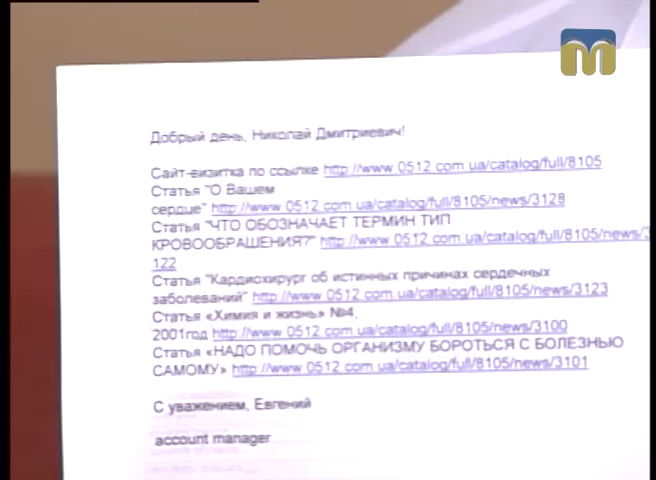 Добрый день, Николай Дмитриевич!
Сайт-визитка по ссылке http://www.0512.com.ua/catalog/full/8105
Статья "О Вашем
сердце" http://www.0512.com.ua/catalog/full/8105/news/3128
Статья "ЧТО ОБОЗНАЧАЕТ ТЕРМИН ТИП
КРОВООБРАЩЕНИЯ?" http://www.0512.com.ua/catalog/full/8105/news/3
122
Статья "Кардиохирург об истинных причинах сердечных
заболеваний" http://www.0512.com.ua/catalog/full/8105/news/3123
Статья «Химия и жизнь» №4,
2001год http://www.0512.com.ua/catalog/full/8105/news/3100
Статья «НАДО ПОМОЧЬ ОРГАНИЗМУ БОРОТЬСЯ С БОЛЕЗНЬЮ
САМОМУ» http://www.0512.com.ua/catalog/full/8105/news/3101
С уважением, Евгений
account manager